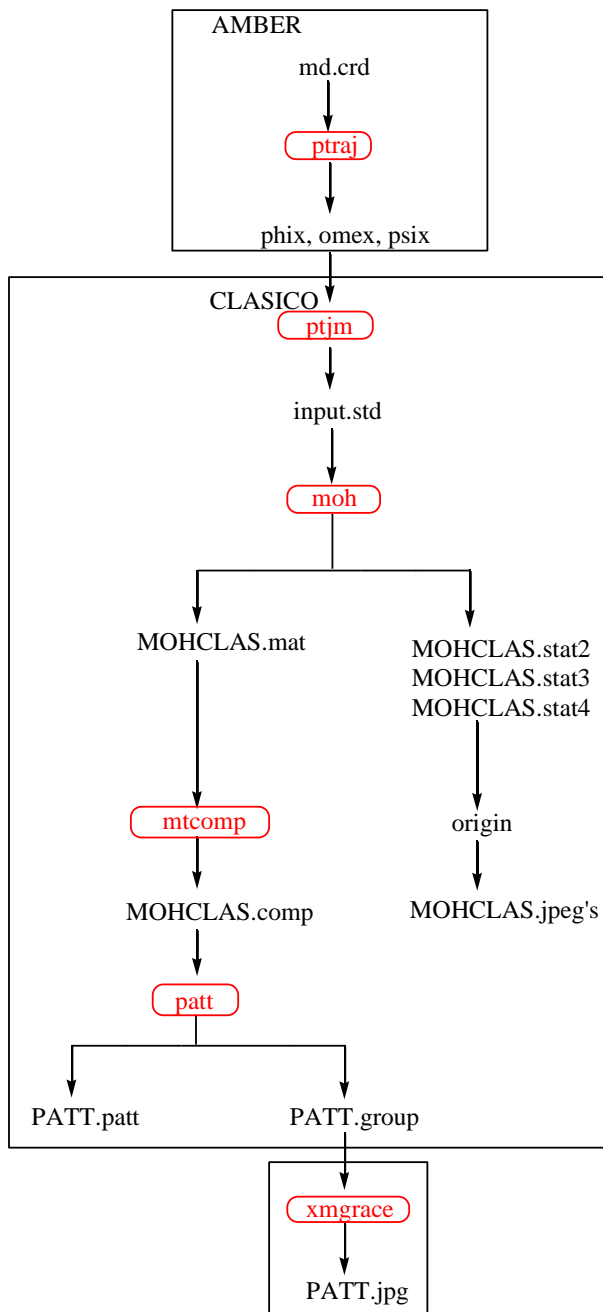 AMBER
md.crd
ptraj
phix, omex, psix
CLASICO
ptjm
input.std
moh
MOHCLAS.mat
MOHCLAS.stat2
MOHCLAS.stat3
MOHCLAS.stat4
mtcomp
origin
MOHCLAS.comp
MOHCLAS.jpeg's
patt
PATT.patt
PATT.group
xmgrace
PATT.jpg